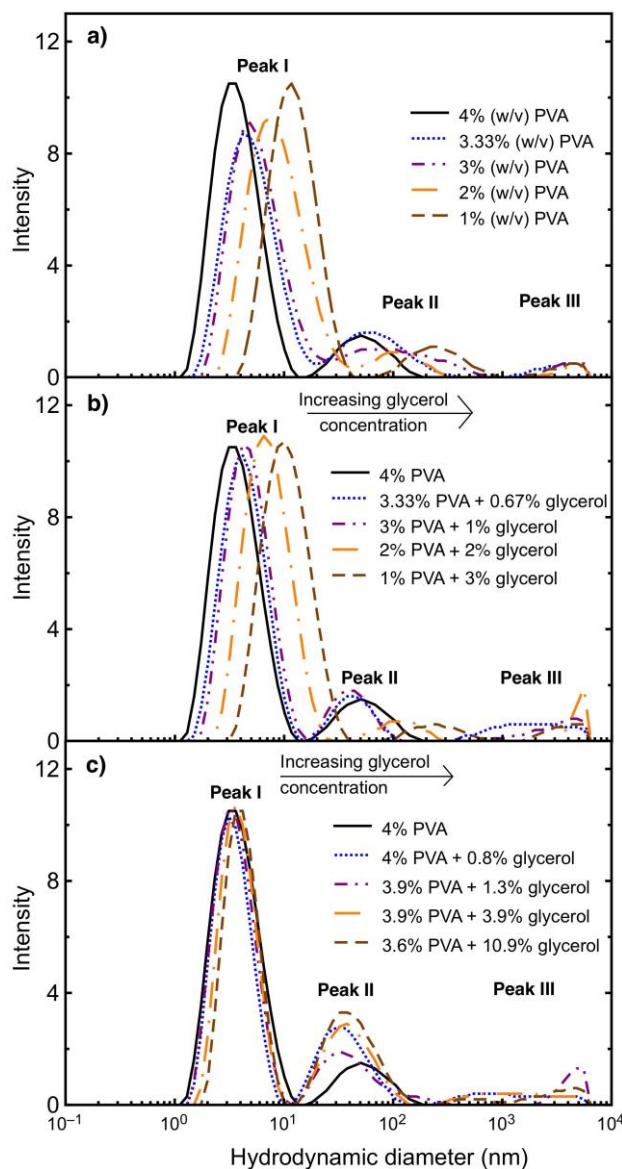 a)
Peak I
4% (w/v) PVA
3.33% (w/v) PVA
3% (w/v) PVA
2% (w/v) PVA
1% (w/v) PVA
Peak II
Peak III
Intensity
12
8
4
0
b)
Increasing glycerol
concentration
Peak I
4% PVA
3.33% PVA + 0.67% glycerol
3% PVA + 1% glycerol
2% PVA + 2% glycerol
1% PVA + 3% glycerol
Peak II
Peak III
Intensity
12
8
4
0
c)
Increasing glycerol
concentration
Peak I
4% PVA
4% PVA + 0.8% glycerol
3.9% PVA + 1.3% glycerol
3.9% PVA + 3.9% glycerol
3.6% PVA + 10.9% glycerol
Peak II
Peak III
Intensity
12
8
4
0
10⁻¹ 10⁰ 10¹ 10² 10³ 10⁴
Hydrodynamic diameter (nm)